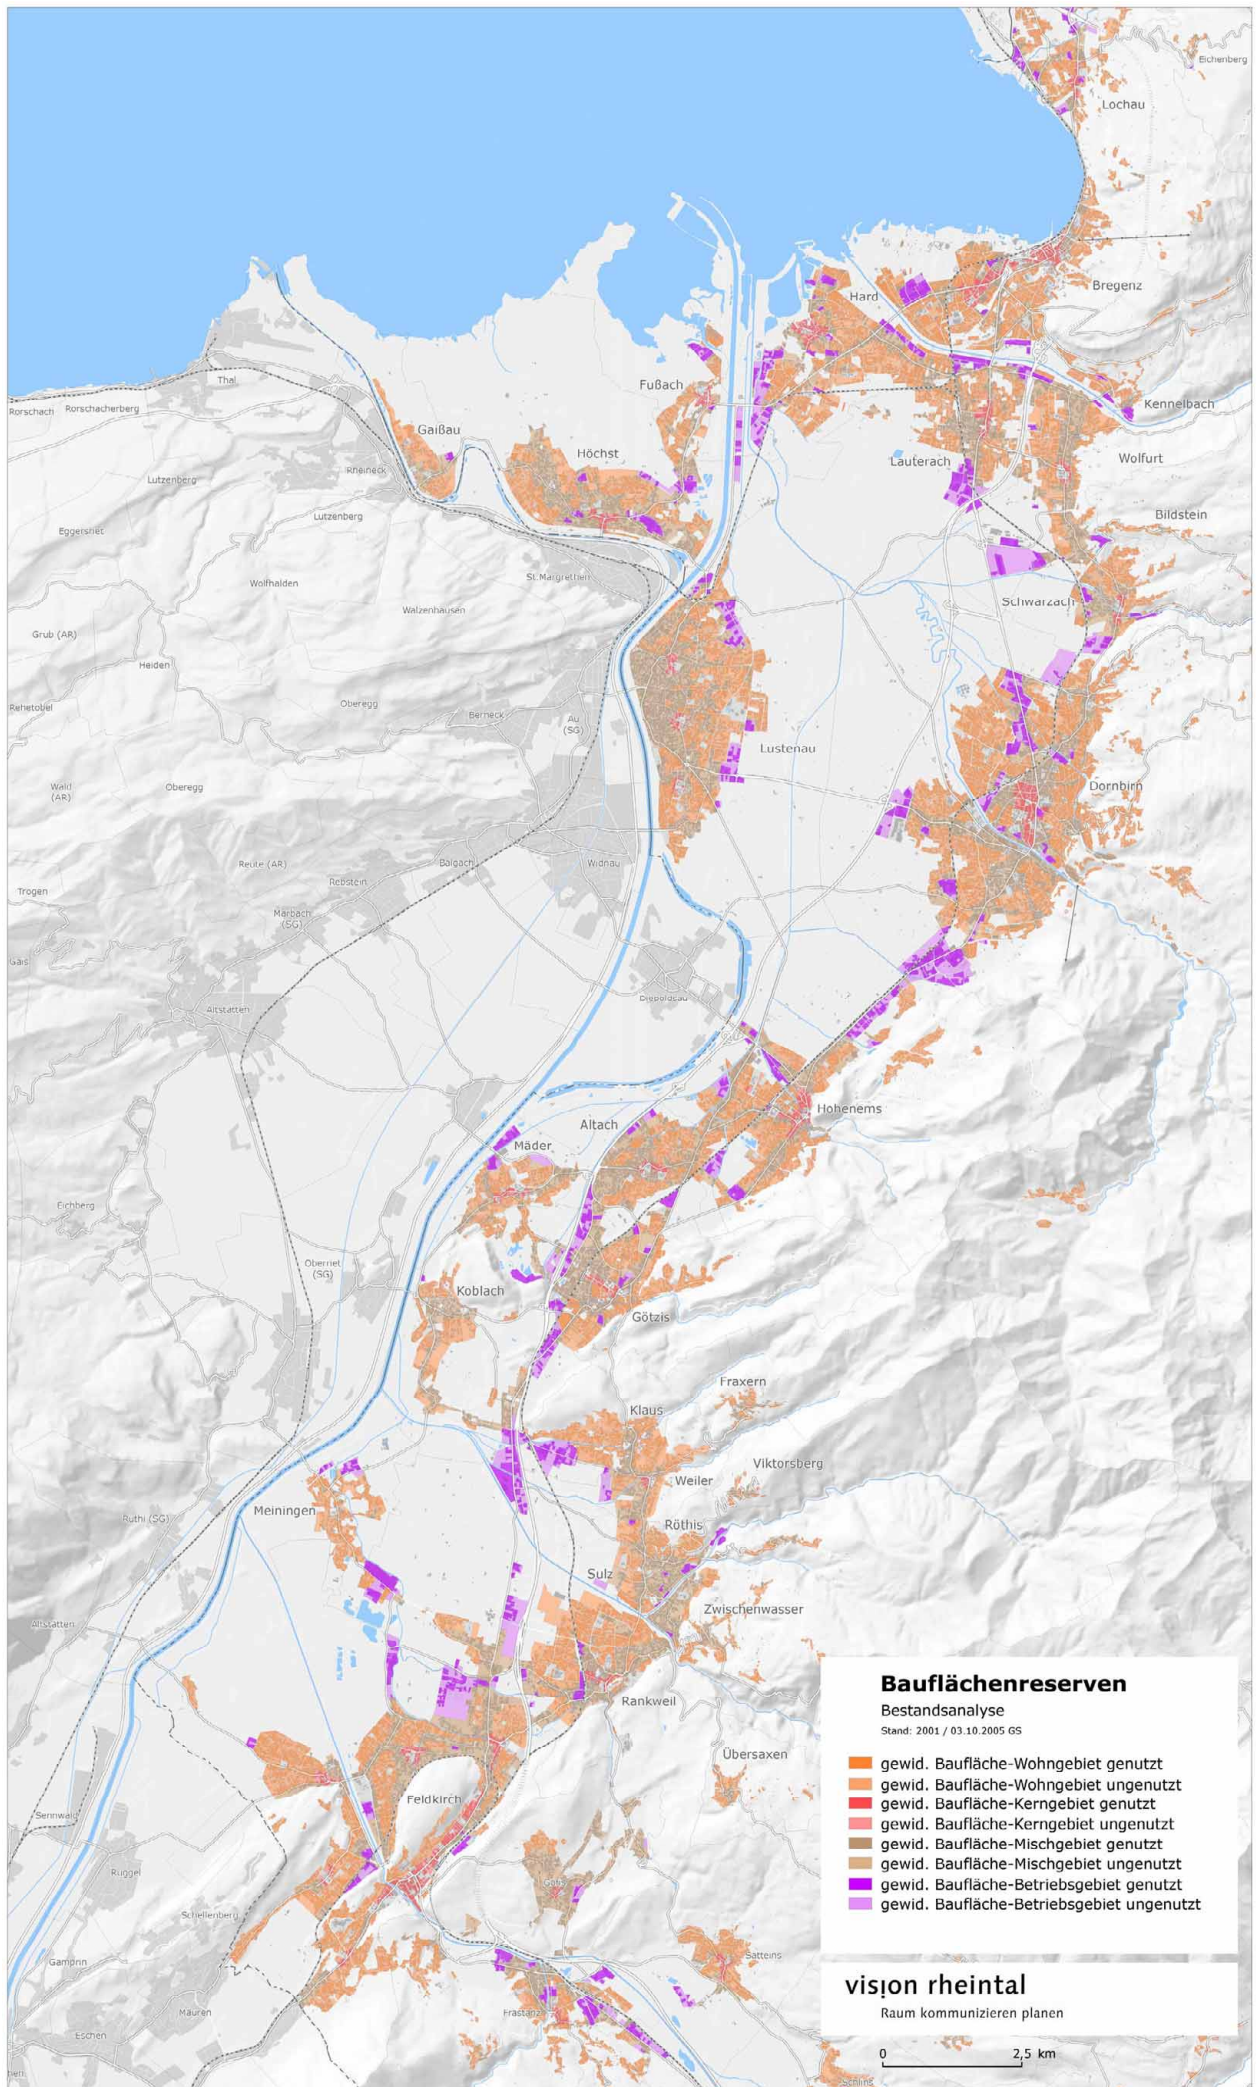 Eichenberg
Lochau
Bregenz
Hard
Thal
Fußach
Rorschach
Rorschacherberg
Kennelbach
Gaißau
Höchst
Lauterach
Wolfurt
Rheineck
Lutzenberg
Lutzenberg
Bildstein
Eggersriet
St.Margrethen
Wolfhalden
Schwarzach
Walzenhausen
Grub (AR)
Heiden
Rehetobel
Oberegg
Berneck
Au
(SG)
Lustenau
Wald
(AR)
Oberegg
Dornbirn
Reute (AR)
Balgach
Widnau
Rebstein
Trogen
Marbach
(SG)
Gais
Diepoldsau
Altstätten
Hohenems
Altach
Mäder
Eichberg
Oberriet
(SG)
Koblach
Götzis
Fraxern
Klaus
Viktorsberg
Weiler
Meiningen
Rüthi (SG)
Röthis
Sulz
Zwischenwasser
Altstätten
Rankweil
Übersaxen
Feldkirch
Sennwald
Ruggel
Göfis
Schellenberg
Satteins
Gamprin
Mauren
Frastanz
Eschen
Schlins
Bauflächenreserven
Bestandsanalyse
Stand: 2001 / 03.10.2005 GS
gewid. Baufläche-Wohngebiet genutzt
gewid. Baufläche-Wohngebiet ungenutzt
gewid. Baufläche-Kerngebiet genutzt
gewid. Baufläche-Kerngebiet ungenutzt
gewid. Baufläche-Mischgebiet genutzt
gewid. Baufläche-Mischgebiet ungenutzt
gewid. Baufläche-Betriebsgebiet genutzt
gewid. Baufläche-Betriebsgebiet ungenutzt
vision rheintal
Raum kommunizieren planen
0 2,5 km